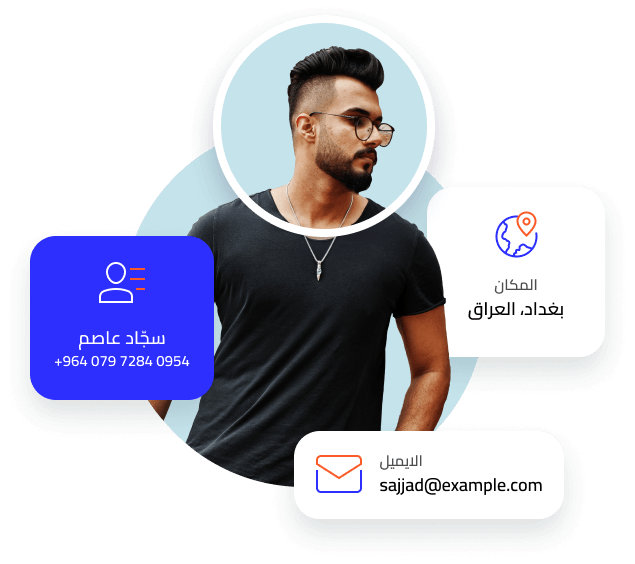 المكان
بغداد، العراق
سجّاد عاصم
+964 079 7284 0954
الايميل
sajjad@example.com